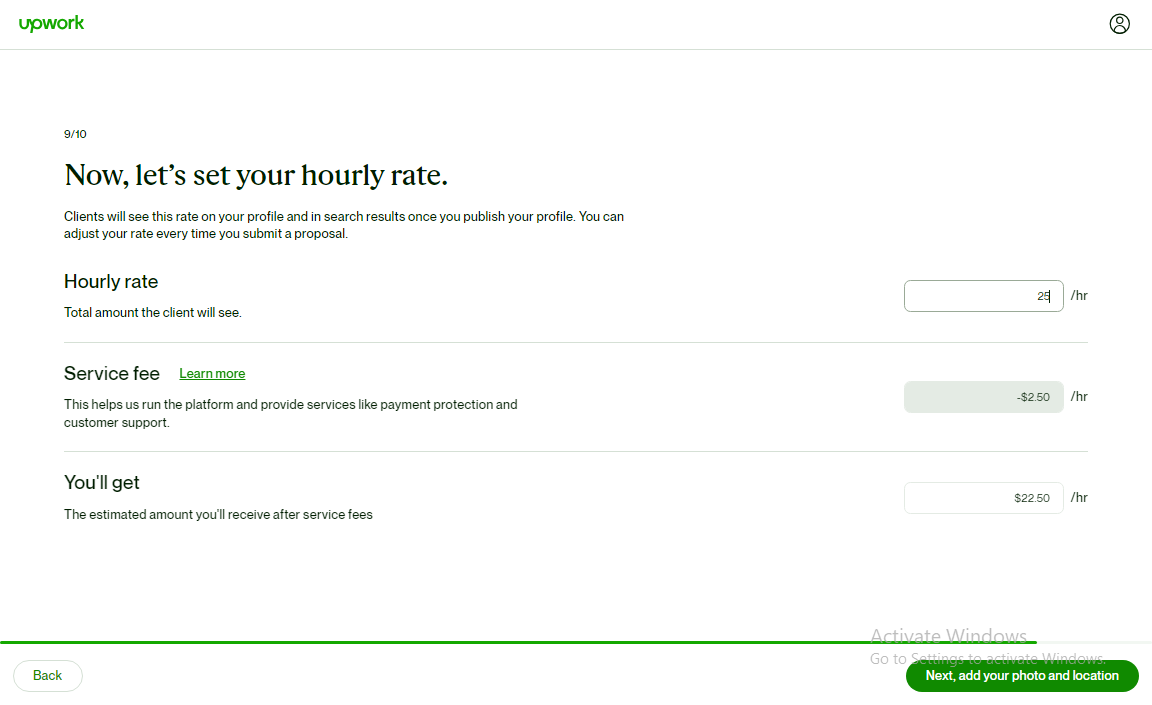 upwork
9/10
Now, let’s set your hourly rate.
Clients will see this rate on your profile and in search results once you publish your profile. You can
adjust your rate every time you submit a proposal.
Hourly rate
Total amount the client will see.
25 /hr
Service fee Learn more
This helps us run the platform and provide services like payment protection and
customer support.
-$2.50 /hr
You'll get
The estimated amount you'll receive after service fees
$22.50 /hr
Activate Windows
Go to Settings to activate Windows.
Back
Next, add your photo and location